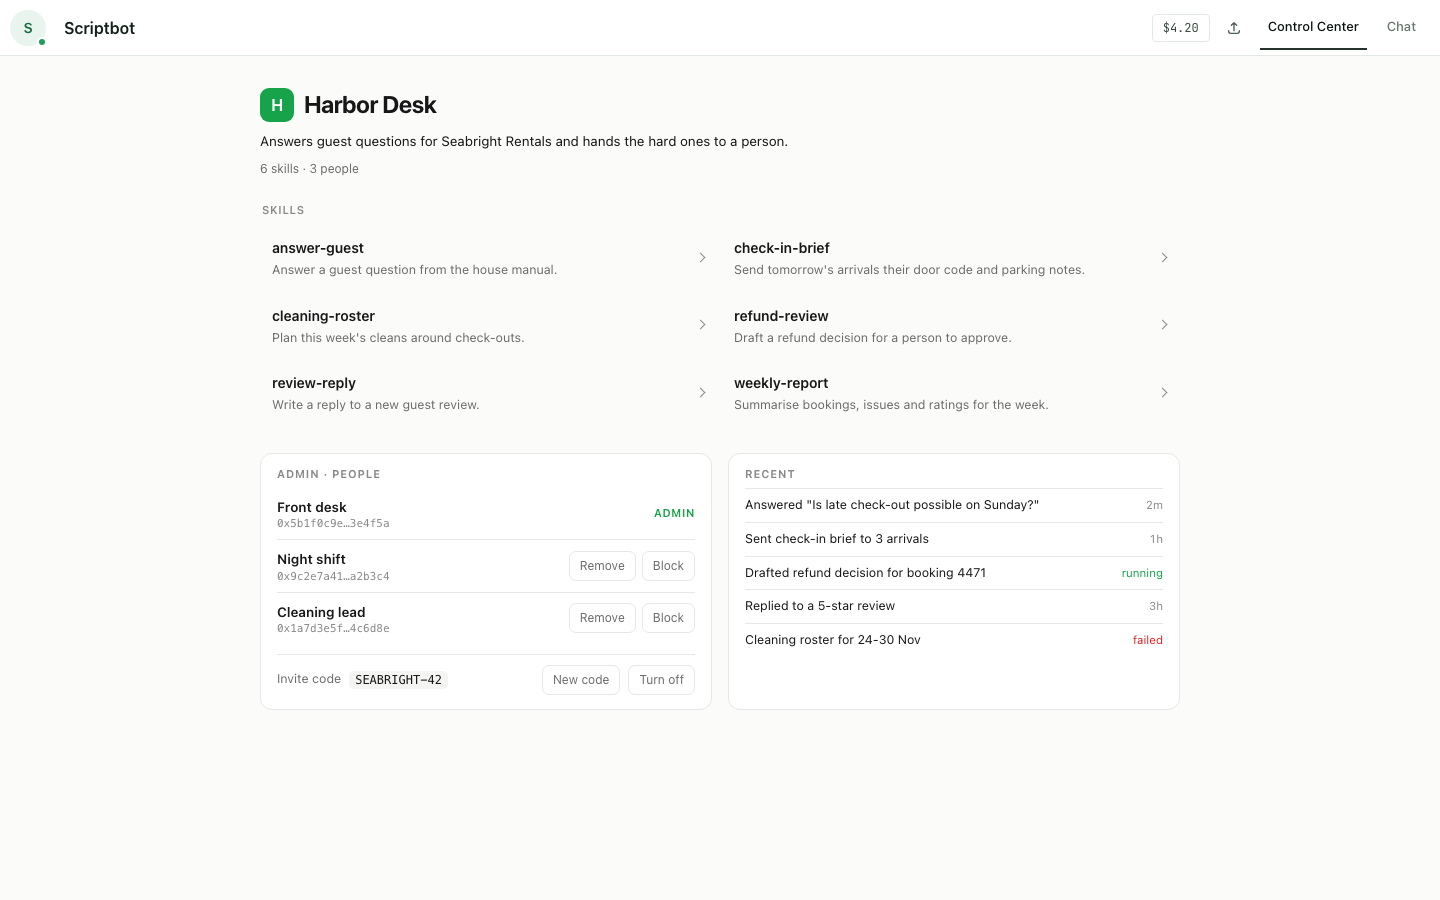 S
Scriptbot
$4.20
Control Center
Chat
H
Harbor Desk
Answers guest questions for Seabright Rentals and hands the hard ones to a person.
6 skills · 3 people
SKILLS
answer-guest
Answer a guest question from the house manual.
check-in-brief
Send tomorrow's arrivals their door code and parking notes.
cleaning-roster
Plan this week's cleans around check-outs.
refund-review
Draft a refund decision for a person to approve.
review-reply
Write a reply to a new guest review.
weekly-report
Summarise bookings, issues and ratings for the week.
ADMIN · PEOPLE
Front desk
0x5b1f0c9e…3e4f5a
ADMIN
Night shift
0x9c2e7a41…a2b3c4
Remove
Block
Cleaning lead
0x1a7d3e5f…4c6d8e
Remove
Block
Invite code SEABRIGHT-42
New code
Turn off
RECENT
Answered "Is late check-out possible on Sunday?" 2m
Sent check-in brief to 3 arrivals 1h
Drafted refund decision for booking 4471 running
Replied to a 5-star review 3h
Cleaning roster for 24-30 Nov failed